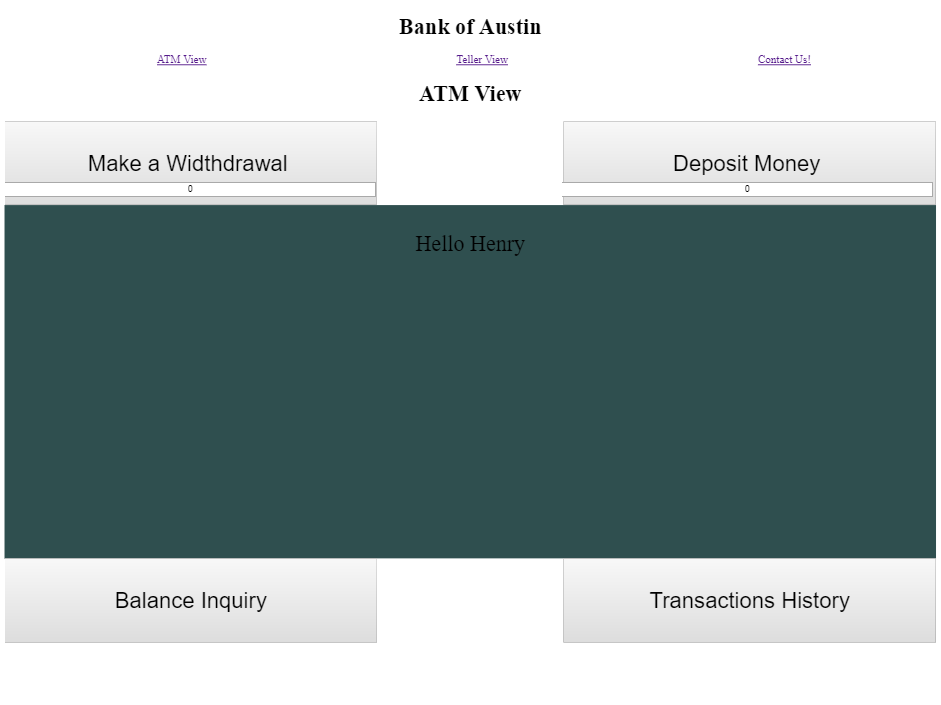 Bank of Austin
ATM View Teller View Contact Us!
ATM View
Make a Widthdrawal Deposit Money
0 0
Hello Henry
Balance Inquiry Transactions History